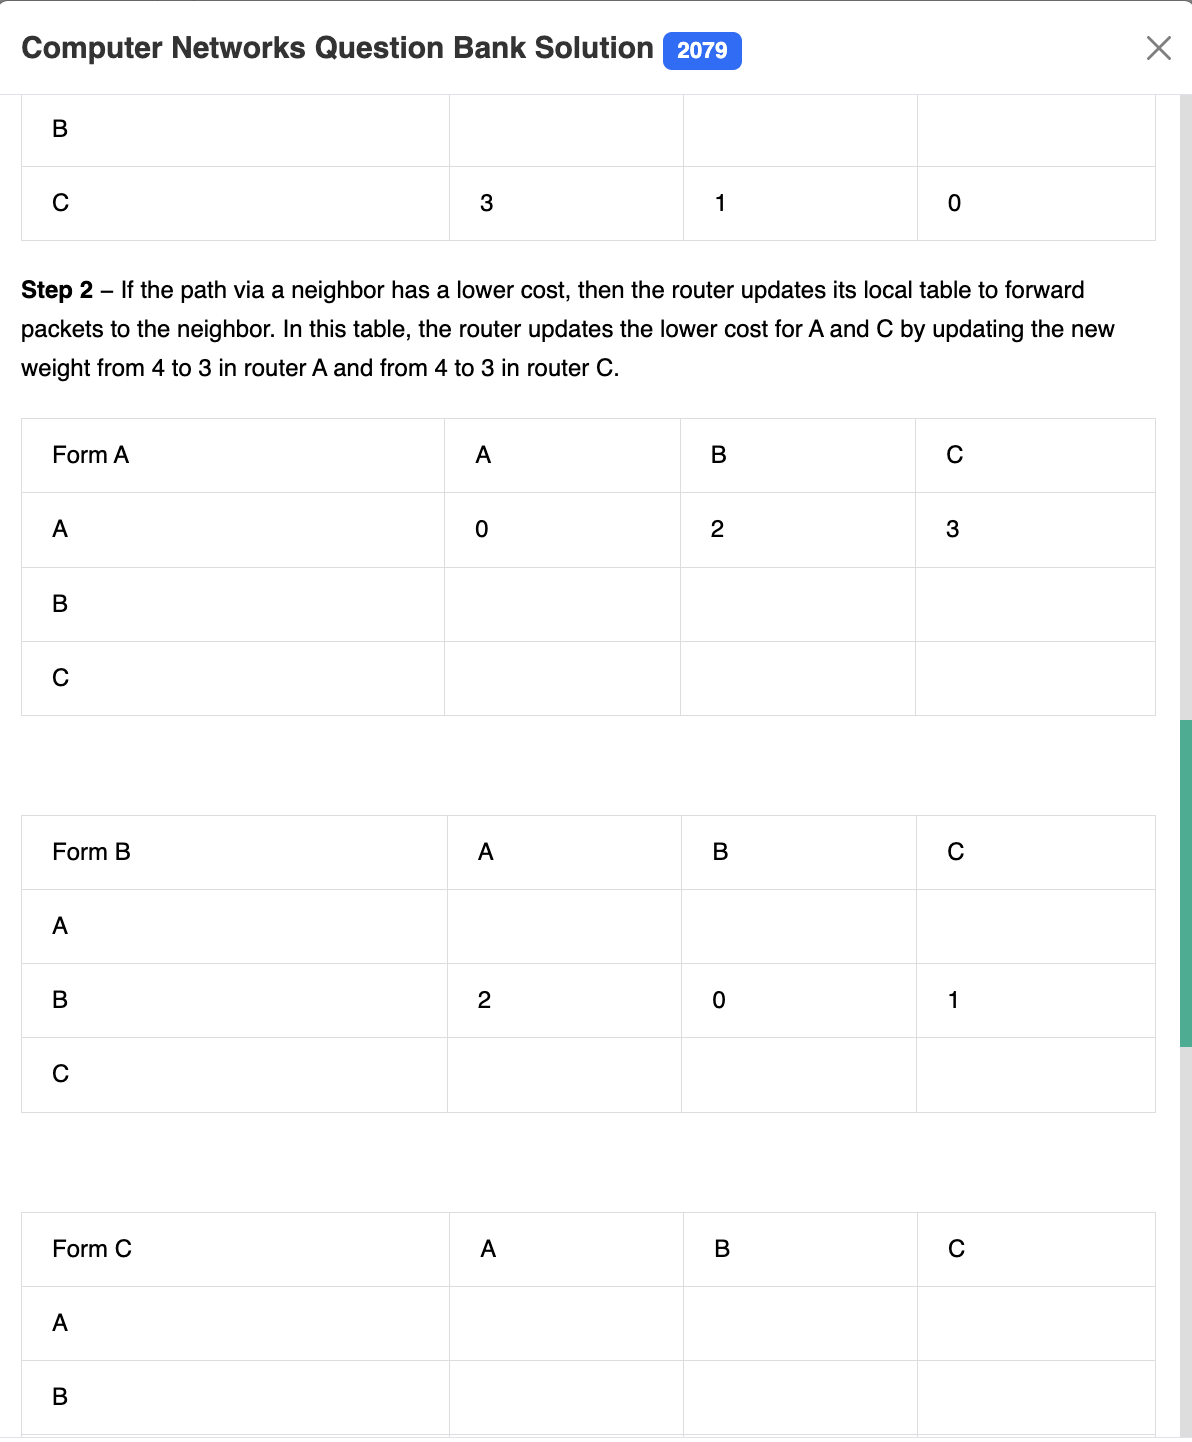 Computer Networks Question Bank Solution 2079
B
C 3 1 0
Step 2 – If the path via a neighbor has a lower cost, then the router updates its local table to forward
packets to the neighbor. In this table, the router updates the lower cost for A and C by updating the new
weight from 4 to 3 in router A and from 4 to 3 in router C.
Form A A B C
A 0 2 3
B
C
Form B A B C
A
B 2 0 1
C
Form C A B C
A
B